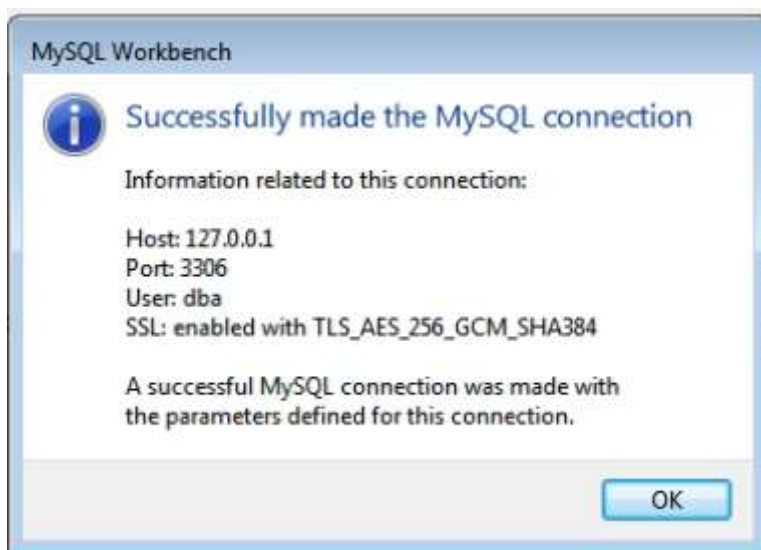 MySQL Workbench
Successfully made the MySQL connection
Information related to this connection:
Host: 127.0.0.1
Port: 3306
User: dba
SSL: enabled with TLS_AES_256_GCM_SHA384
A successful MySQL connection was made with
the parameters defined for this connection.
OK